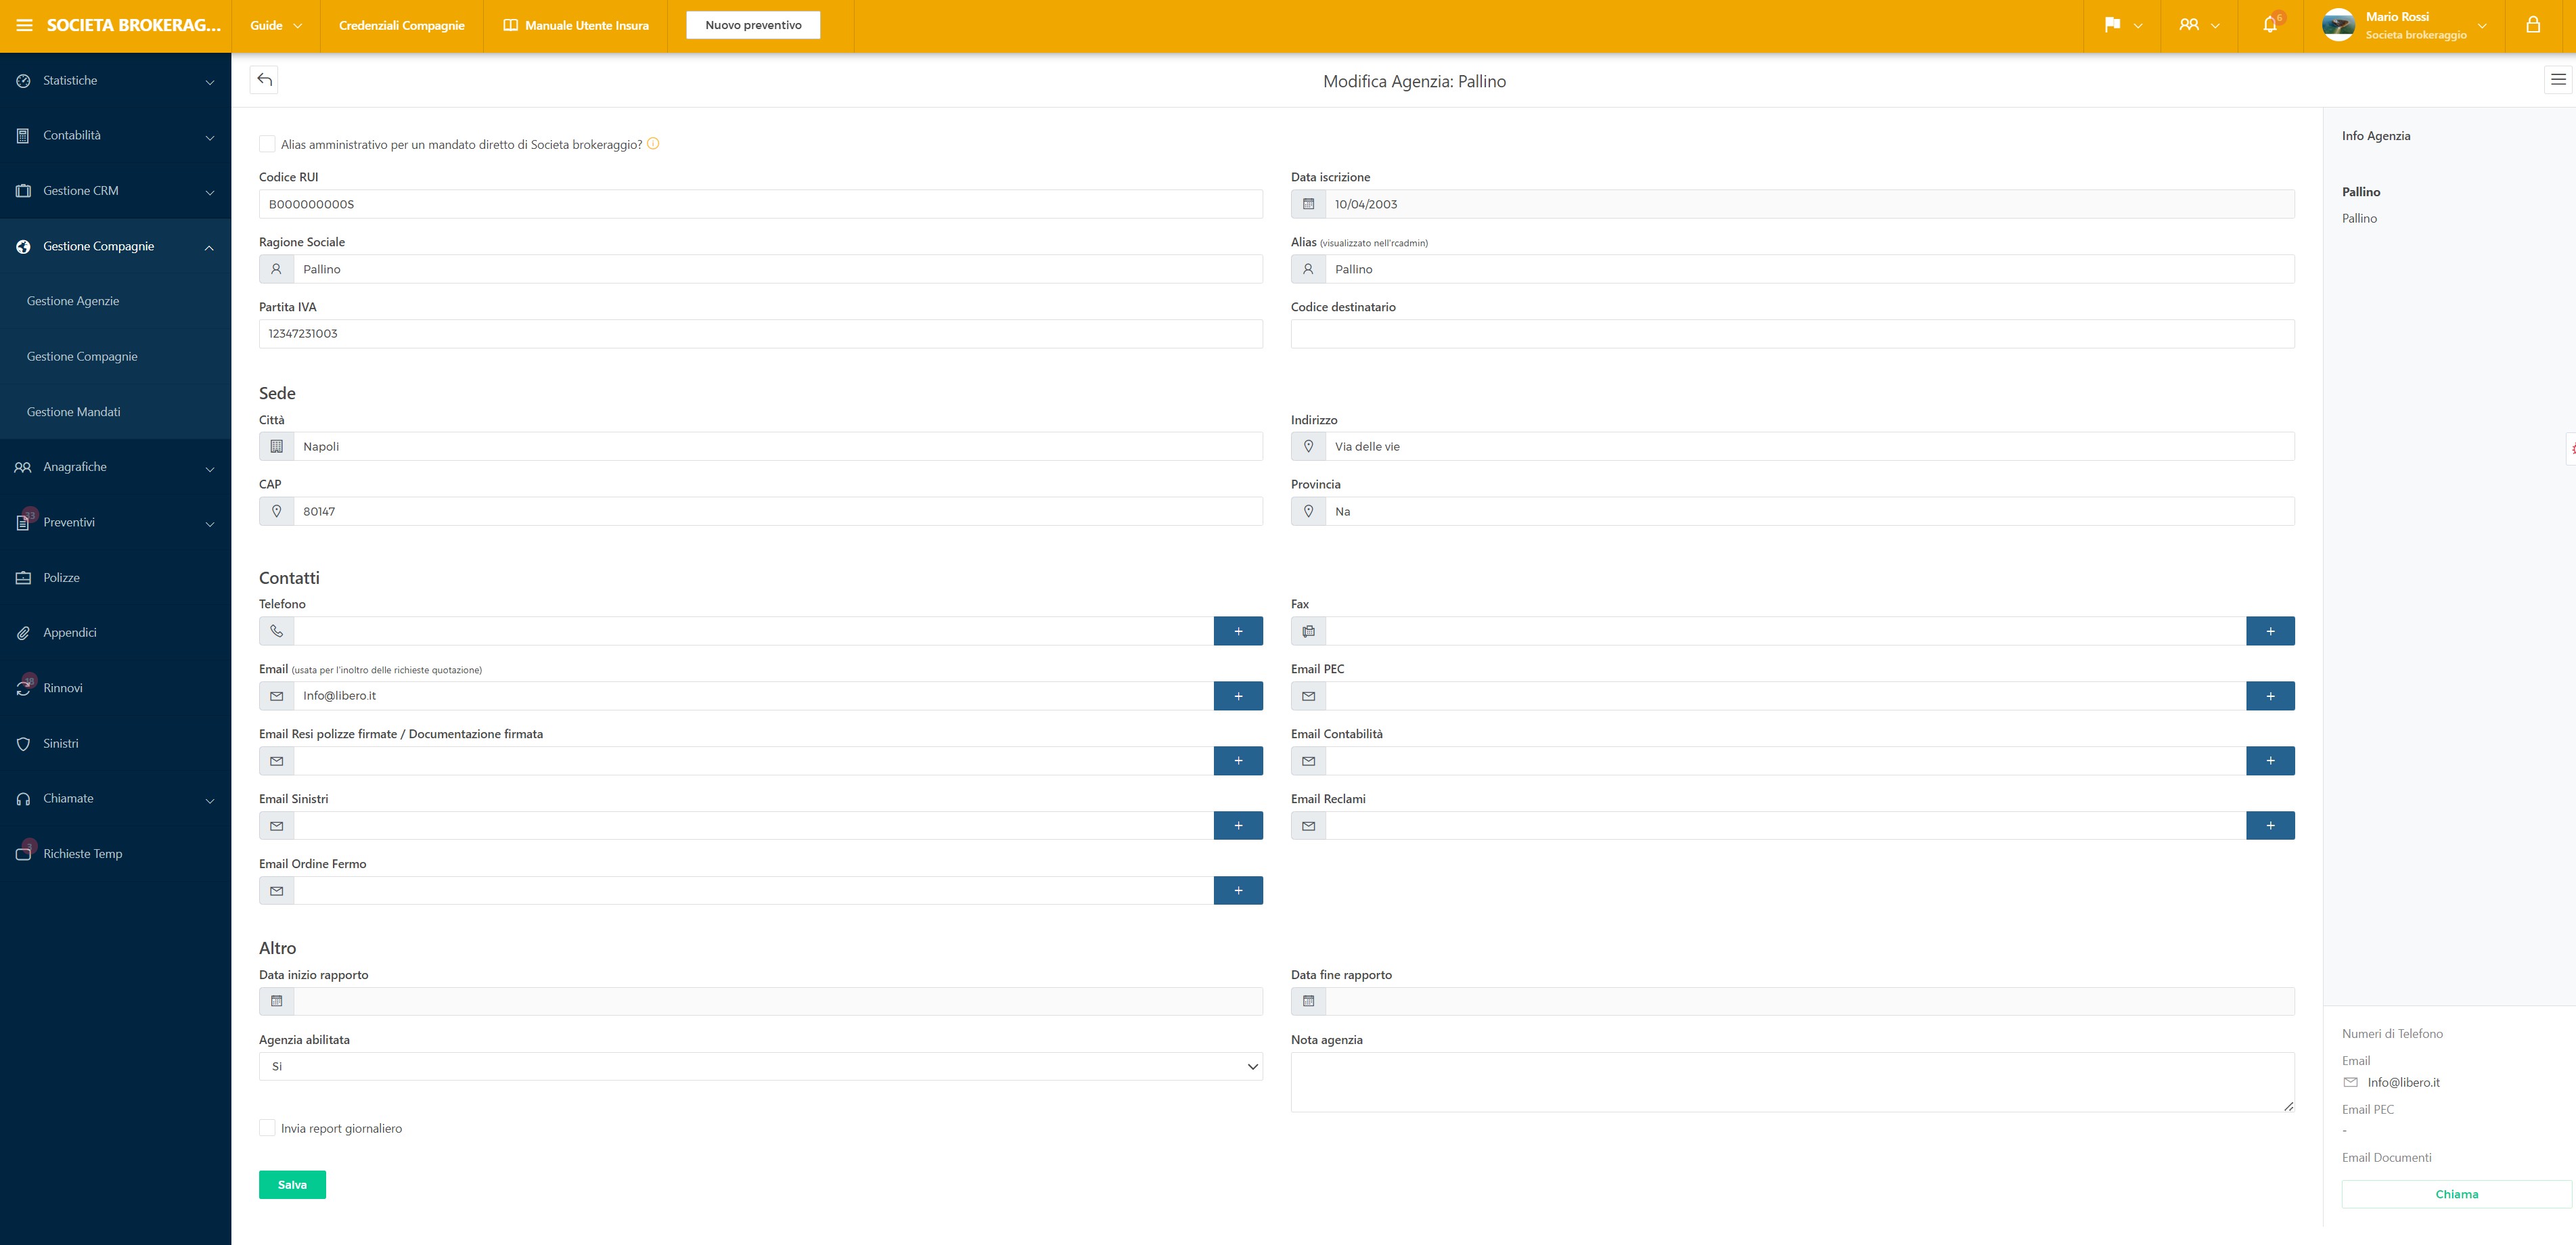 SOCIETA BROKERAG...
Guide
Credenziali Compagnie
Manuale Utente Insura
Nuovo preventivo
6
Mario Rossi
Societa brokeraggio
Statistiche
Contabilità
Gestione CRM
Gestione Compagnie
Gestione Agenzie
Gestione Compagnie
Gestione Mandati
Anagrafiche
33
Preventivi
Polizze
Appendici
18
Rinnovi
Sinistri
Chiamate
3
Richieste Temp
Modifica Agenzia: Pallino
Alias amministrativo per un mandato diretto di Societa brokeraggio?
Codice RUI
B000000000S
Data iscrizione
10/04/2003
Ragione Sociale
Pallino
Alias (visualizzato nell'rcadmin)
Pallino
Partita IVA
12347231003
Codice destinatario
Sede
Città
Napoli
Indirizzo
Via delle vie
CAP
80147
Provincia
Na
Contatti
Telefono
+
Fax
+
Email (usata per l'inoltro delle richieste quotazione)
Info@libero.it
+
Email PEC
+
Email Resi polizze firmate / Documentazione firmata
+
Email Contabilità
+
Email Sinistri
+
Email Reclami
+
Email Ordine Fermo
+
Altro
Data inizio rapporto
Data fine rapporto
Agenzia abilitata
Si
Nota agenzia
Invia report giornaliero
Salva
Info Agenzia
Pallino
Pallino
Numeri di Telefono
Email
Info@libero.it
Email PEC
-
Email Documenti
Chiama